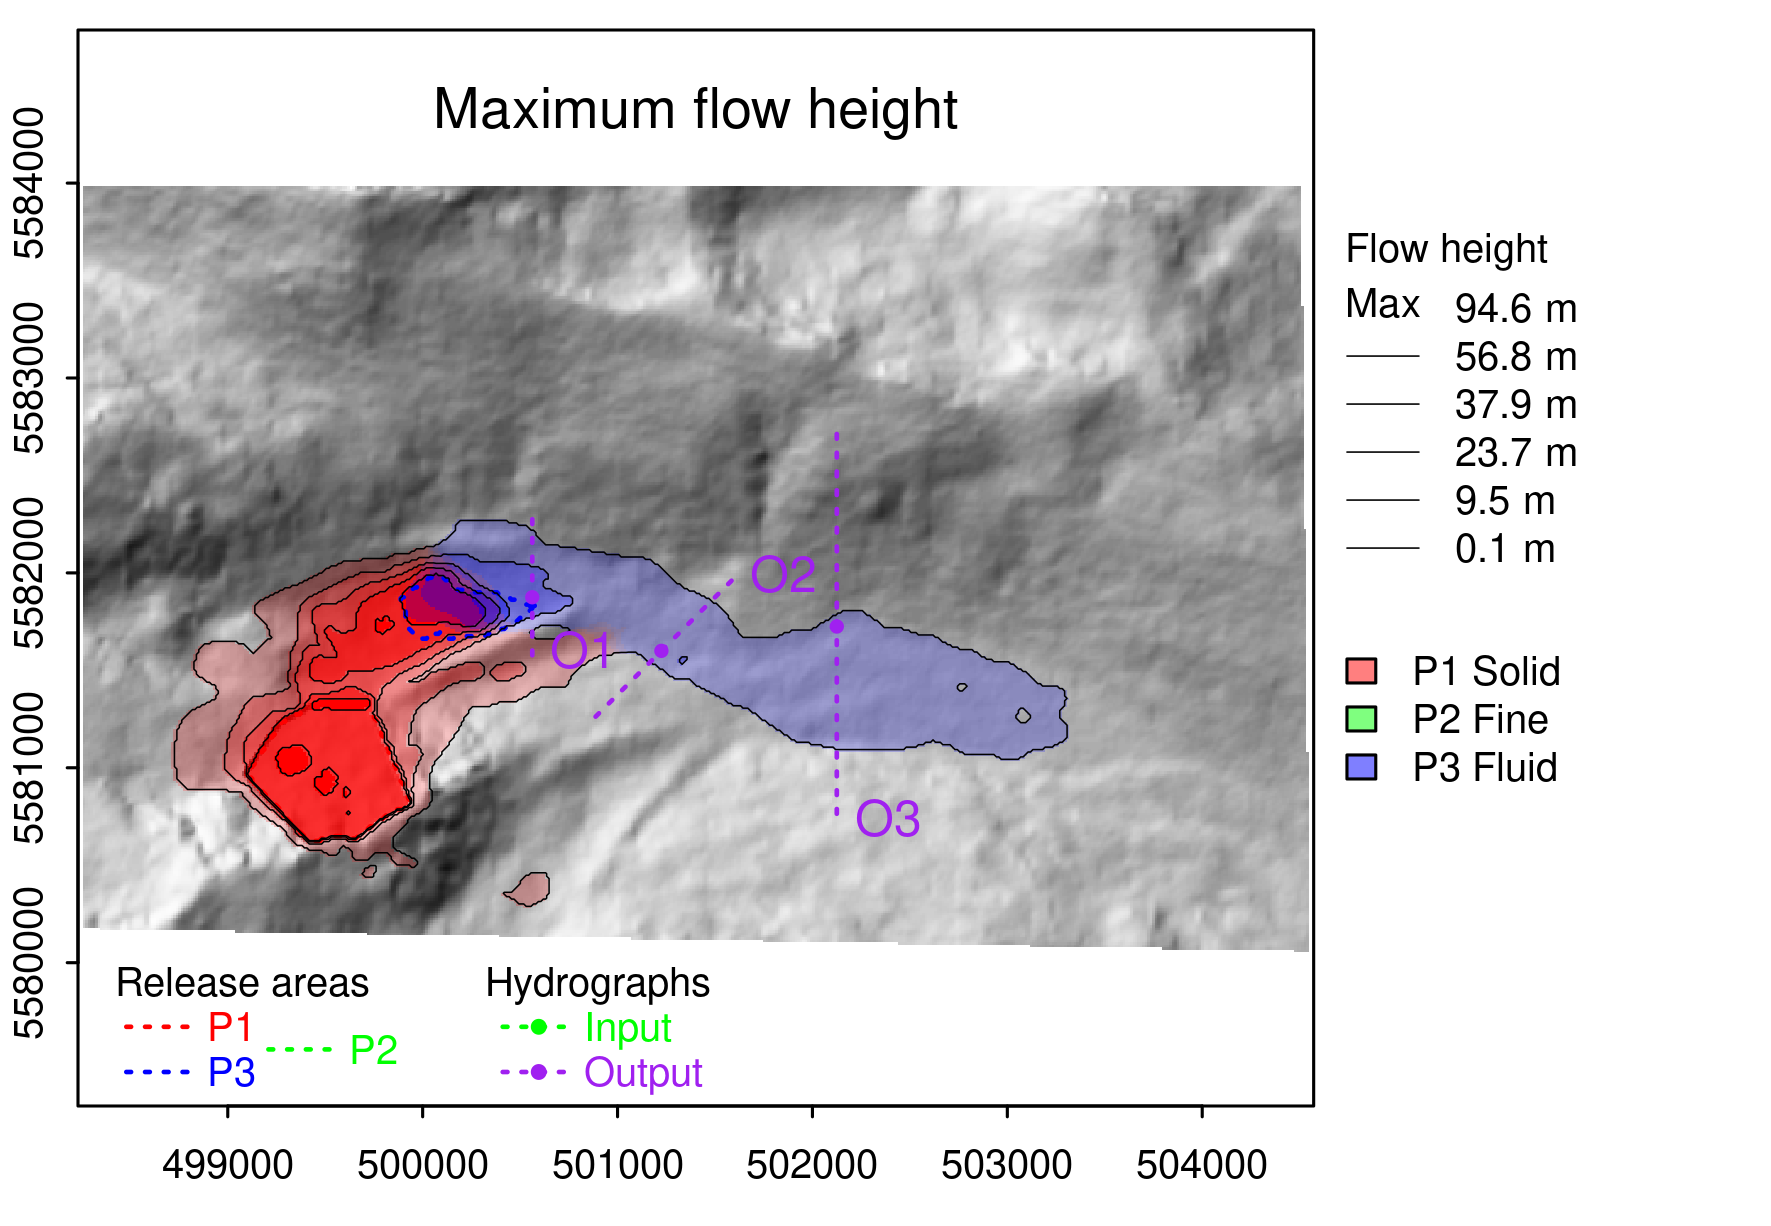 Maximum flow height
5584000
5583000
5582000
5581000
5580000
O1
O2
O3
Release areas
P1
P2
P3
Hydrographs
Input
Output
499000 500000 501000 502000 503000 504000
Flow height
Max 94.6 m
56.8 m
37.9 m
23.7 m
9.5 m
0.1 m
P1 Solid
P2 Fine
P3 Fluid